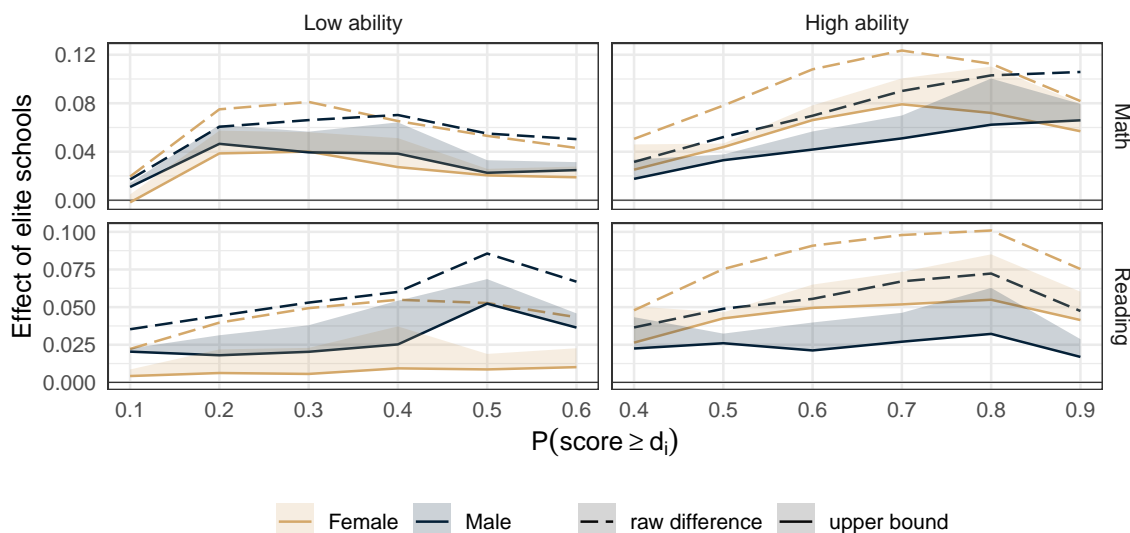 Low ability
High ability
Effect of elite schools
0.12
0.08
0.04
0.00
Math
0.100
0.075
0.050
0.025
0.000
Reading
0.1 0.2 0.3 0.4 0.5 0.6
0.4 0.5 0.6 0.7 0.8 0.9
P(score ≥ dᵢ)
Female Male raw difference upper bound